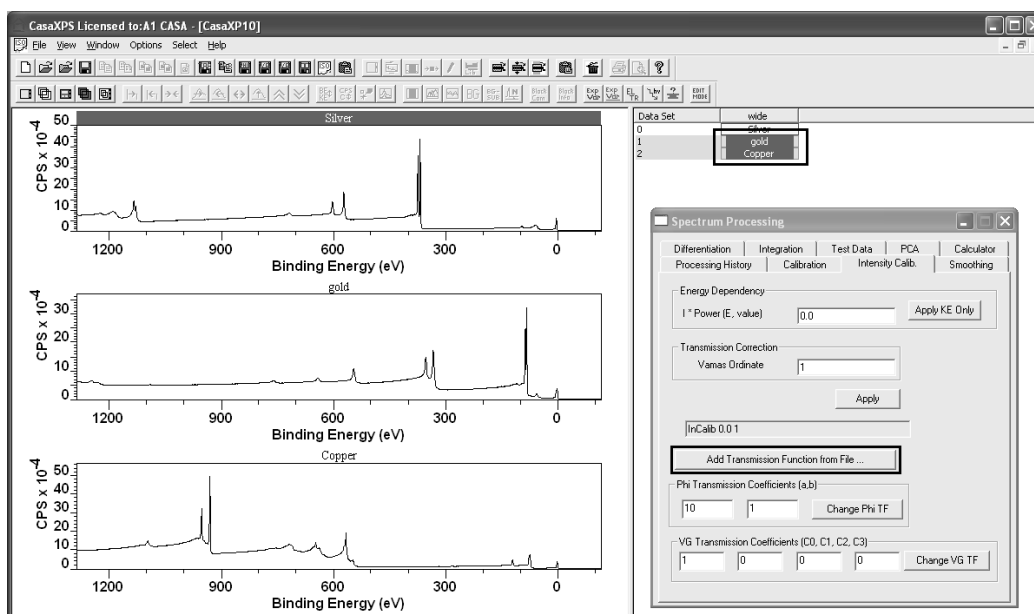 CasaXPS Licensed to:A1 CASA - [CasaXP10]
File View Window Options Select Help
Silver
50
40
30
20
10
0
CPS x 10⁻⁴
1200 900 600 300 0
Binding Energy (eV)
gold
30
20
10
0
CPS x 10⁻⁴
1200 900 600 300 0
Binding Energy (eV)
Copper
50
40
30
20
10
0
CPS x 10⁻⁴
1200 900 600 300 0
Binding Energy (eV)
Data Set wide
0 Silver
1 gold
2 Copper
Spectrum Processing
Differentiation Integration Test Data PCA Calculator
Processing History Calibration Intensity Calib. Smoothing
Energy Dependency
I * Power (E, value) 0.0 Apply KE Only
Transmission Correction
Vamas Ordinate 1
Apply
InCalib 0.0 1
Add Transmission Function from File ...
Phi Transmission Coefficients (a,b)
10 1 Change Phi TF
VG Transmission Coefficients (C0, C1, C2, C3)
1 0 0 0 Change VG TF